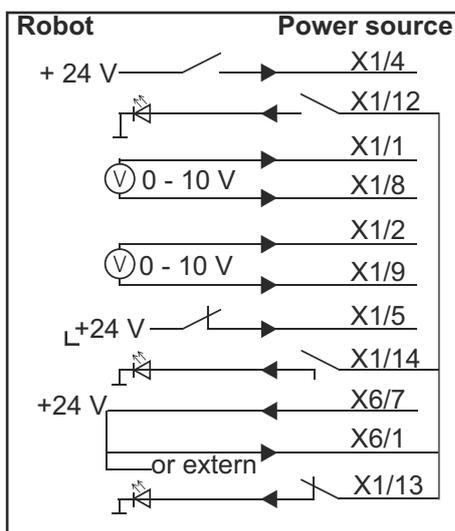 Robot Power source
+ 24 V X1/4
X1/12
X1/1
V 0 - 10 V
X1/8
X1/2
V 0 - 10 V
X1/9
+24 V X1/5
X1/14
+24 V X6/7
X6/1
or extern
X1/13